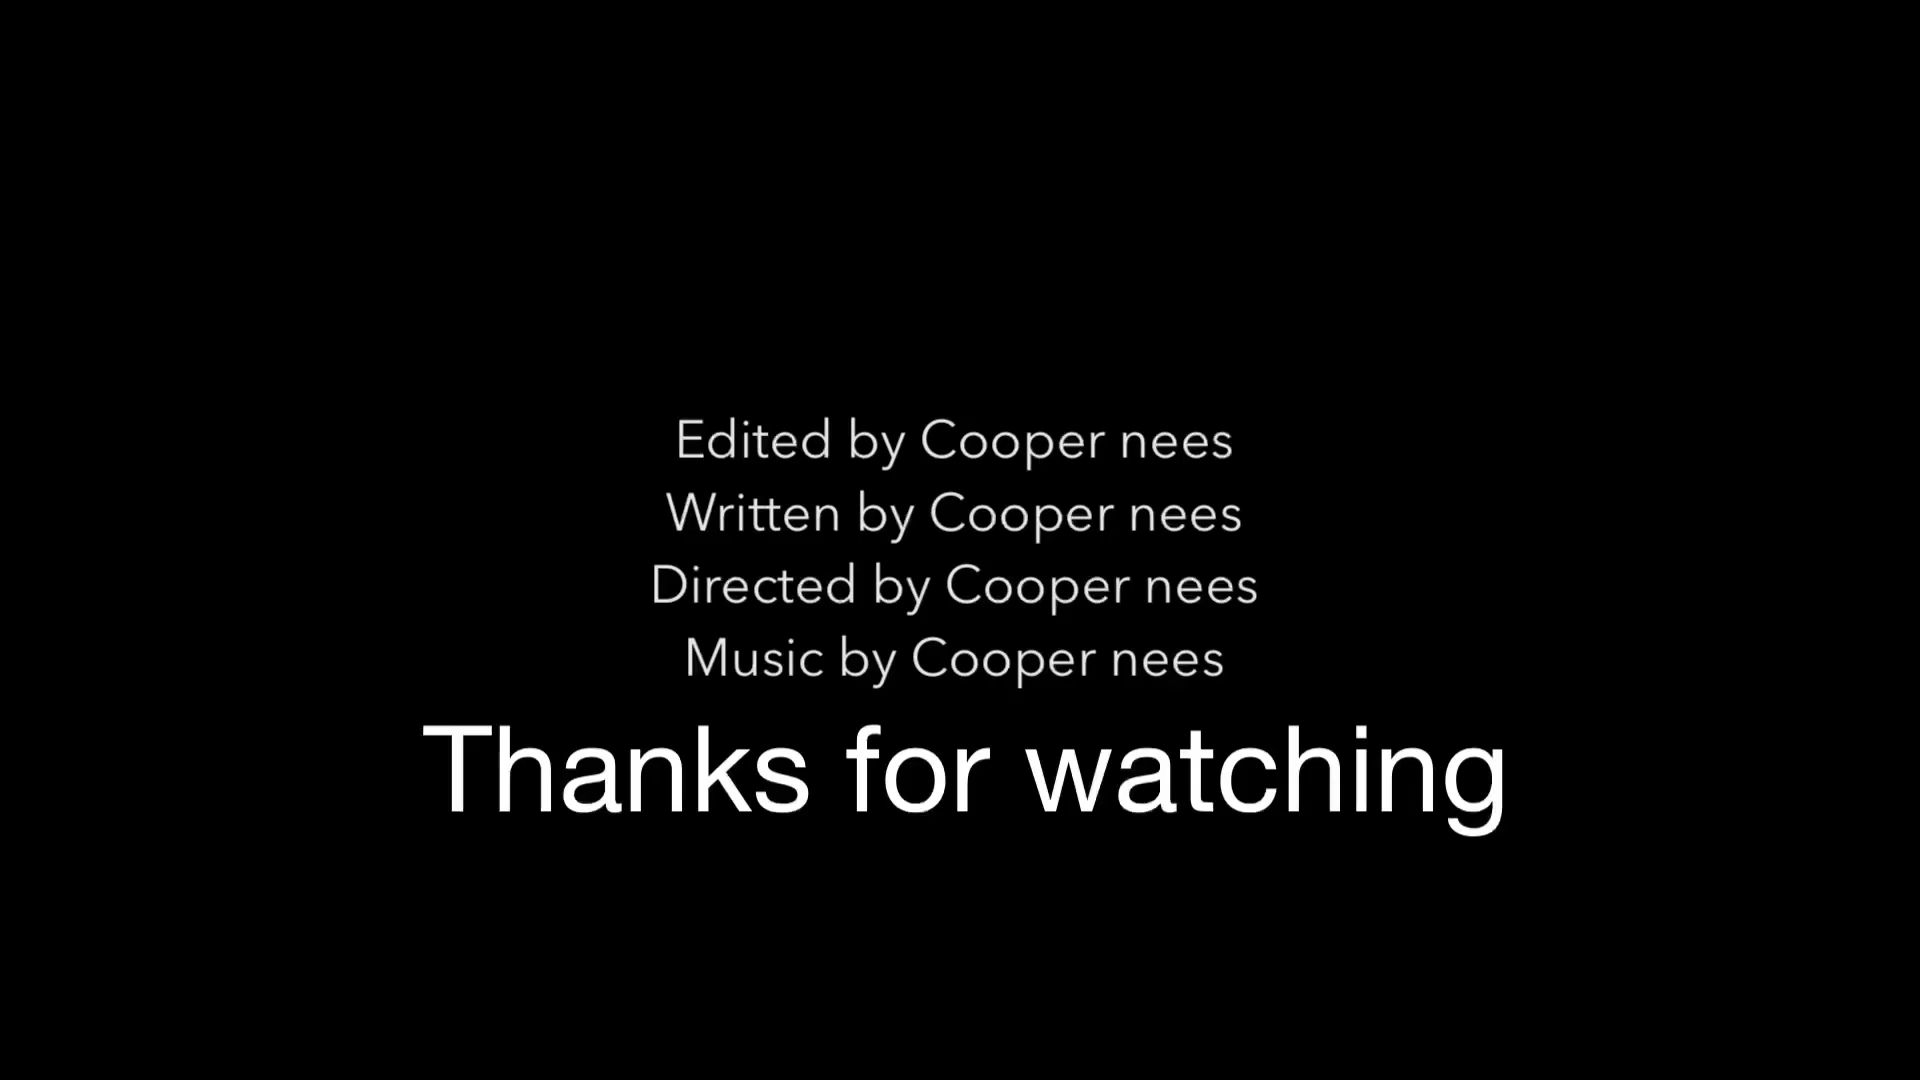 Edited by Cooper nees
Written by Cooper nees
Directed by Cooper nees
Music by Cooper nees
Thanks for watching